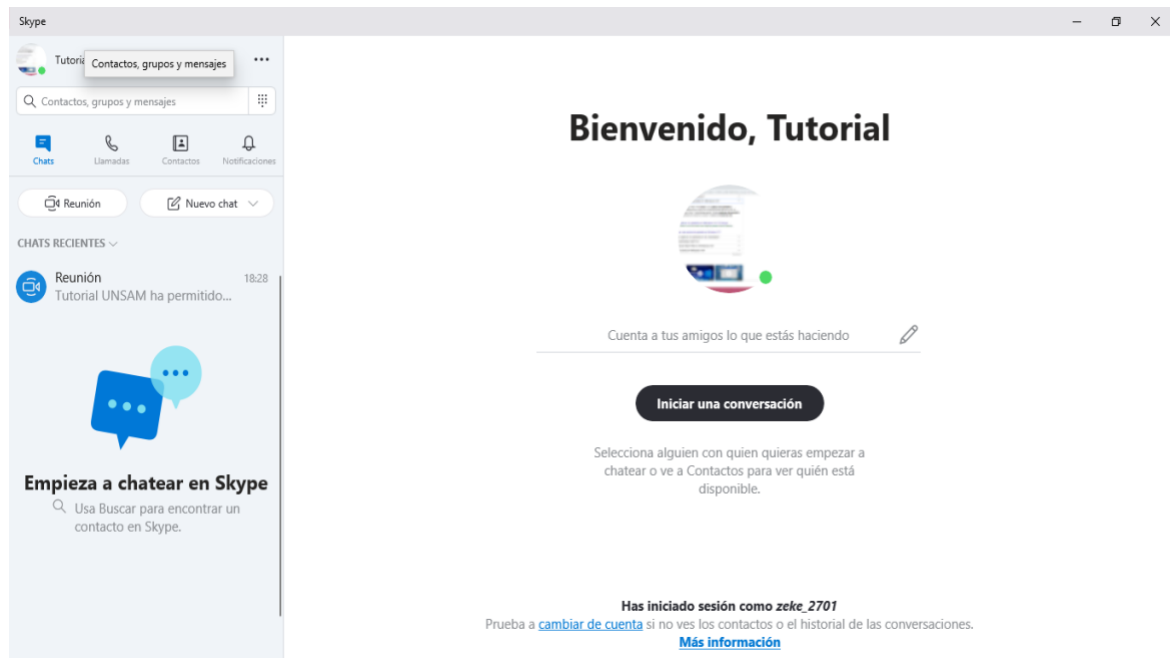 Skype
Tutoria
Contactos, grupos y mensajes
Contactos, grupos y mensajes
Chats
Llamadas
Contactos
Notificaciones
Reunión
Nuevo chat
CHATS RECIENTES
Reunión
18:28
Tutorial UNSAM ha permitido...
Empieza a chatear en Skype
Usa Buscar para encontrar un
contacto en Skype.
Bienvenido, Tutorial
Cuenta a tus amigos lo que estás haciendo
Iniciar una conversación
Selecciona alguien con quien quieras empezar a
chatear o ve a Contactos para ver quién está
disponible.
Has iniciado sesión como zeke_2701
Prueba a cambiar de cuenta si no ves los contactos o el historial de las conversaciones.
Más información